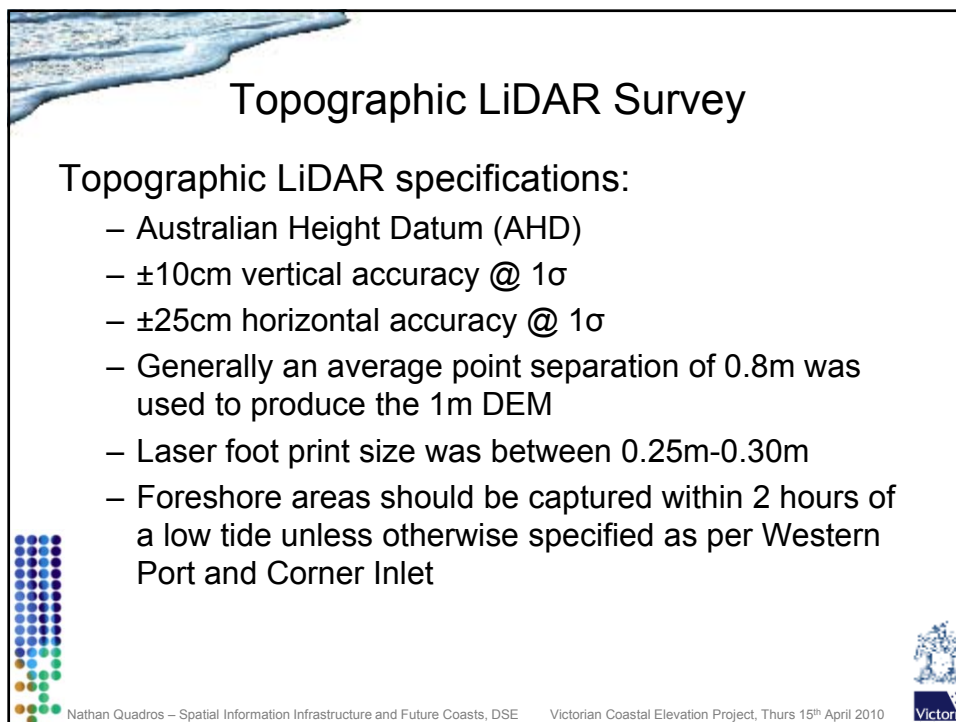 Topographic LiDAR Survey
Topographic LiDAR specifications:
– Australian Height Datum (AHD)
– ±10cm vertical accuracy @ 1σ
– ±25cm horizontal accuracy @ 1σ
– Generally an average point separation of 0.8m was
used to produce the 1m DEM
– Laser foot print size was between 0.25m-0.30m
– Foreshore areas should be captured within 2 hours of
a low tide unless otherwise specified as per Western
Port and Corner Inlet
Nathan Quadros – Spatial Information Infrastructure and Future Coasts, DSE Victorian Coastal Elevation Project, Thurs 15th April 2010
Victor